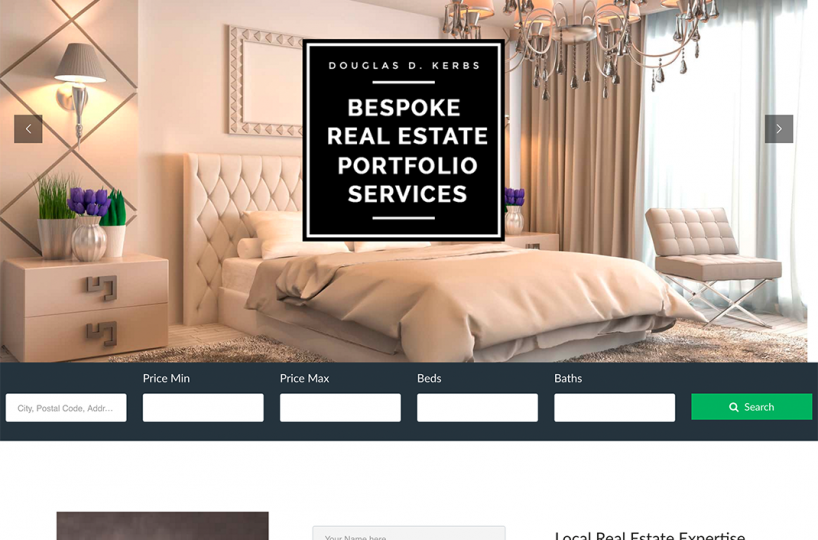 DOUGLAS D. KERBS
BESPOKE
REAL ESTATE
PORTFOLIO
SERVICES
Price Min
Price Max
Beds
Baths
City, Postal Code, Addr...
Search
Your Name here
Local Real Estate Expertise